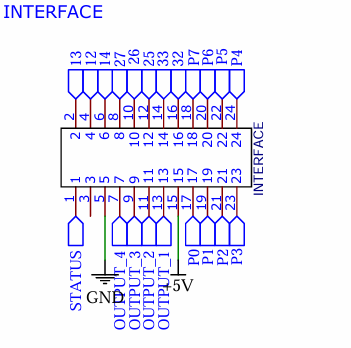 INTERFACE
13 12 14 27 26 25 33 32 P7 P6 P5 P4
2 4 6 8 10 12 14 16 18 20 22 24
2 4 6 8 10 12 14 16 18 20 22 24
INTERFACE
1 3 5 7 9 11 13 15 17 19 21 23
1 3 5 7 9 11 13 15 17 19 21 23
STATUS
GND
OUTPUT_4
OUTPUT_3
OUTPUT_2
OUTPUT_1
+5V
P0
P1
P2
P3